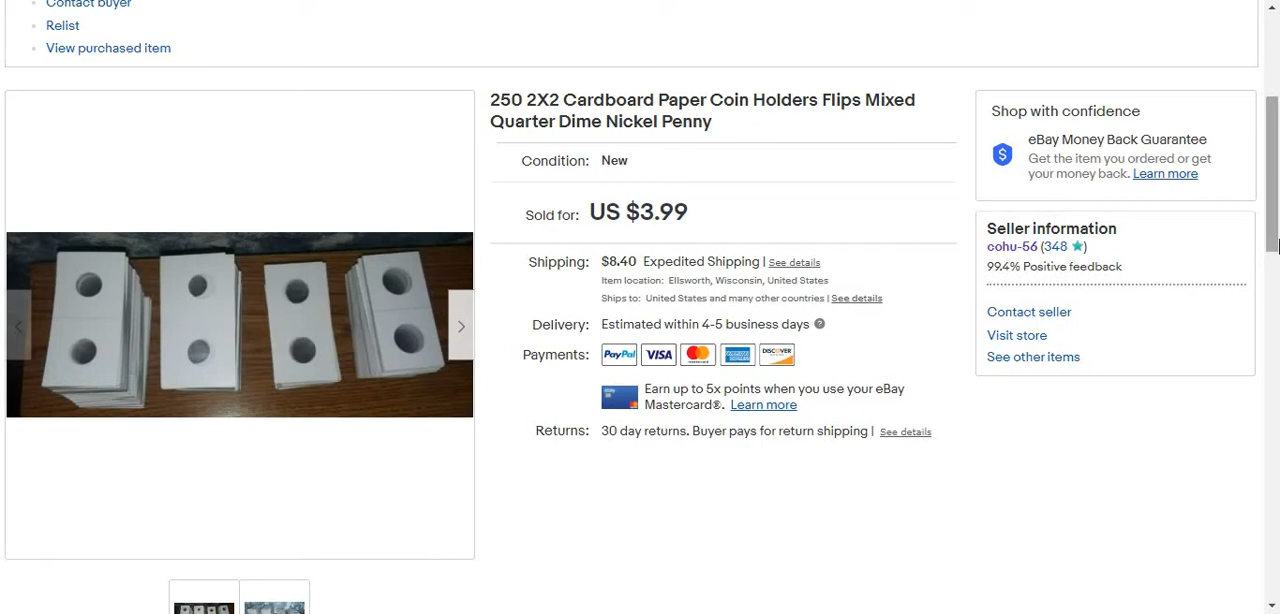 Contact buyer
Relist
View purchased item
250 2X2 Cardboard Paper Coin Holders Flips Mixed
Quarter Dime Nickel Penny
Condition: New
Sold for: US $3.99
Shipping: $8.40 Expedited Shipping | See details
Item location: Ellsworth, Wisconsin, United States
Ships to: United States and many other countries | See details
Delivery: Estimated within 4-5 business days
Payments: PayPal VISA mastercard DISCOVER
Earn up to 5x points when you use your eBay
Mastercard®. Learn more
Returns: 30 day returns. Buyer pays for return shipping | See details
Shop with confidence
eBay Money Back Guarantee
Get the item you ordered or get
your money back. Learn more
Seller information
cohu-56 (348)
99.4% Positive feedback
Contact seller
Visit store
See other items